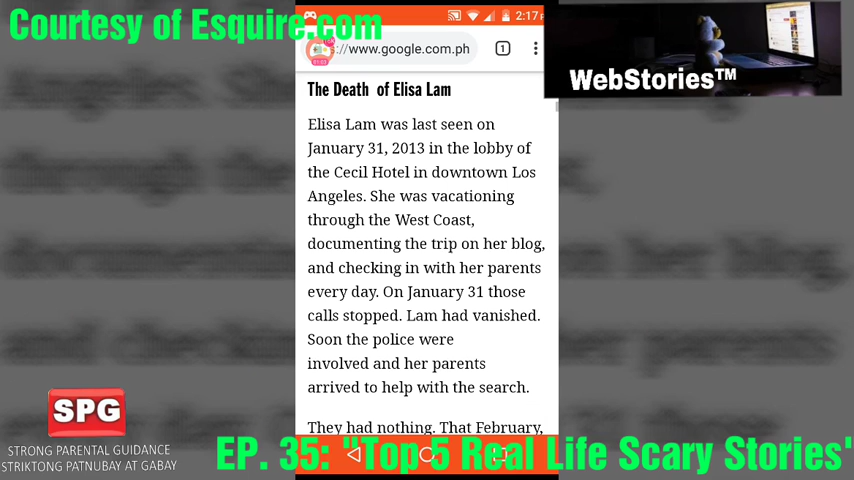 Courtesy of Esquire.com
2:17
://www.google.com.ph
1
WebStories™
The Death of Elisa Lam
Elisa Lam was last seen on
January 31, 2013 in the lobby of
the Cecil Hotel in downtown Los
Angeles. She was vacationing
through the West Coast,
documenting the trip on her blog,
and checking in with her parents
every day. On January 31 those
calls stopped. Lam had vanished.
Soon the police were
involved and her parents
arrived to help with the search.
They had nothing. That February,
SPG
STRONG PARENTAL GUIDANCE
STRIKTONG PATNUBAY AT GABAY
EP. 35: "Top 5 Real Life Scary Stories"